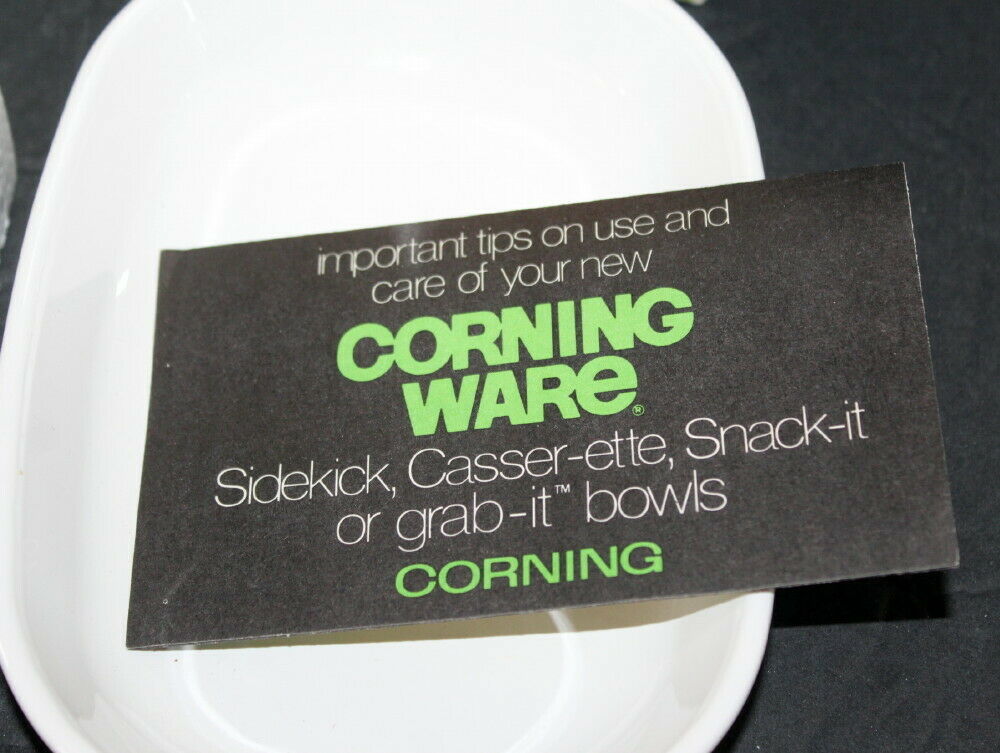 important tips on use and
care of your new
CORNING
WARe®
Sidekick, Casser-ette, Snack-it
or grab-it™ bowls
CORNING